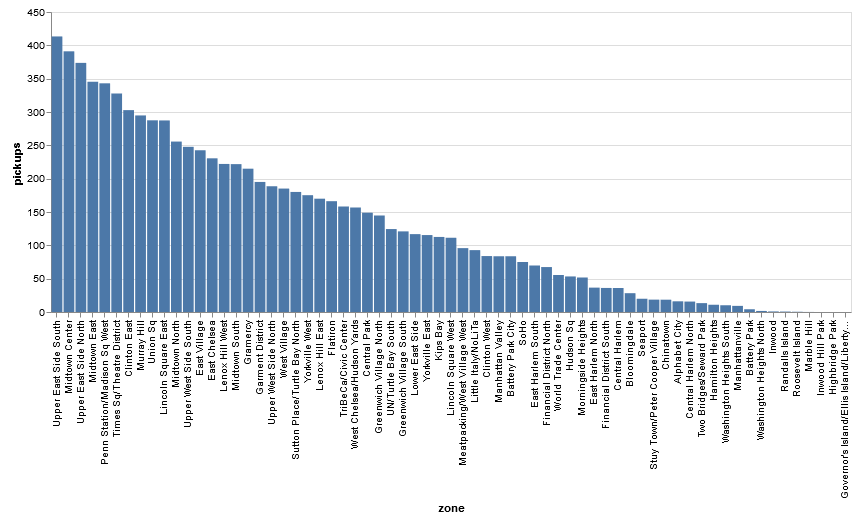 450
400
350
300
250
200
150
100
50
0
pickups
Upper East Side South
Midtown Center
Upper East Side North
Midtown East
Penn Station/Madison Sq West
Times Sq/Theatre District
Clinton East
Murray Hill
Union Sq
Lincoln Square East
Midtown North
Upper West Side South
East Village
East Chelsea
Lenox Hill West
Midtown South
Gramercy
Garment District
Upper West Side North
West Village
Sutton Place/Turtle Bay North
Yorkville West
Lenox Hill East
Flatiron
TriBeCa/Civic Center
West Chelsea/Hudson Yards
Central Park
Greenwich Village North
UN/Turtle Bay South
Greenwich Village South
Lower East Side
Yorkville East
Kips Bay
Lincoln Square West
Meatpacking/West Village West
Little Italy/NoLiTa
Clinton West
Manhattan Valley
Battery Park City
SoHo
East Harlem South
Financial District North
World Trade Center
Hudson Sq
Morningside Heights
East Harlem North
Financial District South
Central Harlem
Bloomingdale
Seaport
Stuy Town/Peter Cooper Village
Chinatown
Alphabet City
Central Harlem North
Two Bridges/Seward Park
Hamilton Heights
Washington Heights South
Manhattanville
Battery Park
Washington Heights North
Inwood
Randalls Island
Roosevelt Island
Marble Hill
Inwood Hill Park
Highbridge Park
Governor's Island/Ellis Island/Liberty…
zone